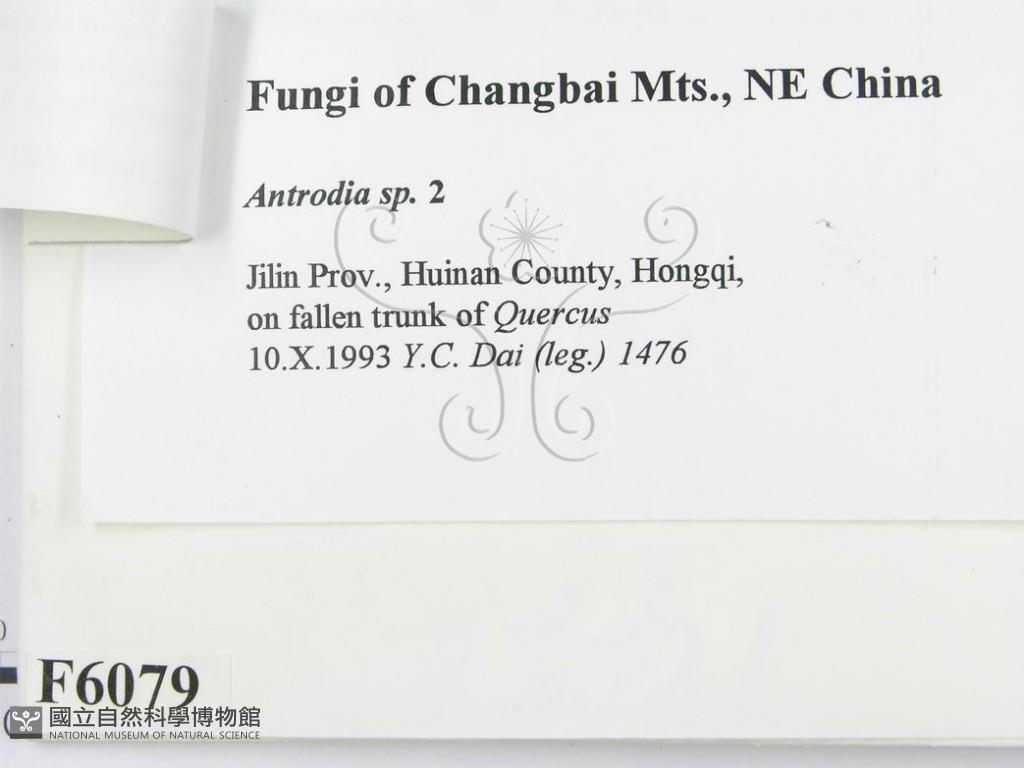 Fungi of Changbai Mts., NE China
Antrodia sp. 2
Jilin Prov., Huinan County, Hongqi,
on fallen trunk of Quercus
10.X.1993 Y.C. Dai (leg.) 1476
F6079
國立自然科學博物館
NATIONAL MUSEUM OF NATURAL SCIENCE